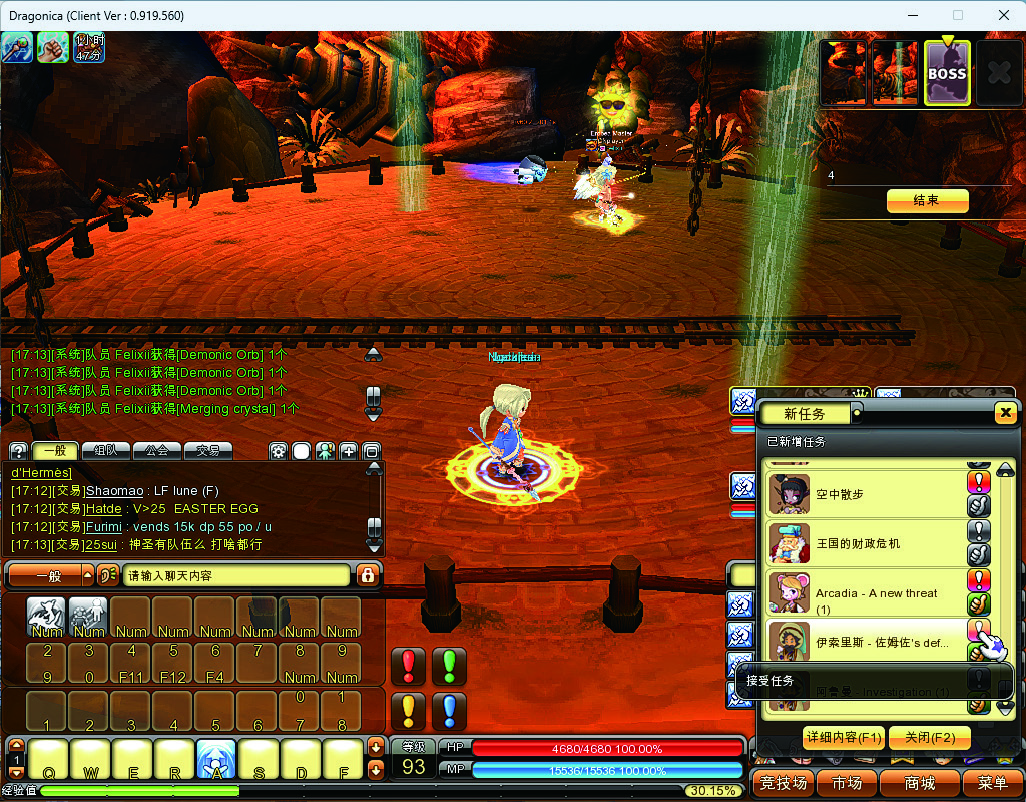 Dragonica (Client Ver : 0.919.560)
1小时
47分
BOSS
Ember Master
4
结束
[17:13][系统]队员 Felixii获得[Demonic Orb] 1个
[17:13][系统]队员 Felixii获得[Demonic Orb] 1个
[17:13][系统]队员 Felixii获得[Demonic Orb] 1个
[17:13][系统]队员 Felixii获得[Merging crystal] 1个
一般 组队 公会 交易
d'Hermès]
[17:12][交易]Shaomao : LF lune (F)
[17:12][交易]Hatde : V>25 EASTER EGG
[17:12][交易]Furimi : vends 15k dp 55 po / u
[17:13][交易]25sui : 神圣有队伍么 打啥都行
一般 请输入聊天内容
新任务
已新增任务
空中散步
王国的财政危机
Arcadia - A new threat
(1)
伊索里斯 - 佐姆佐's def...
接受任务
阿鲁曼 - Investigation (1)
详细内容(F1) 关闭(F2)
Num Num Num Num Num Num Num Num
2 3 4 5 6 7 8 9
9 0 F11 F12 F4 Num Num
0 1
1 2 3 4 5 6 7 8
1 Q W E R A S D F
等级
93
HP 4680/4680 100.00%
MP 15536/15536 100.00%
经验值 30.15%
竞技场 市场 商城 菜单